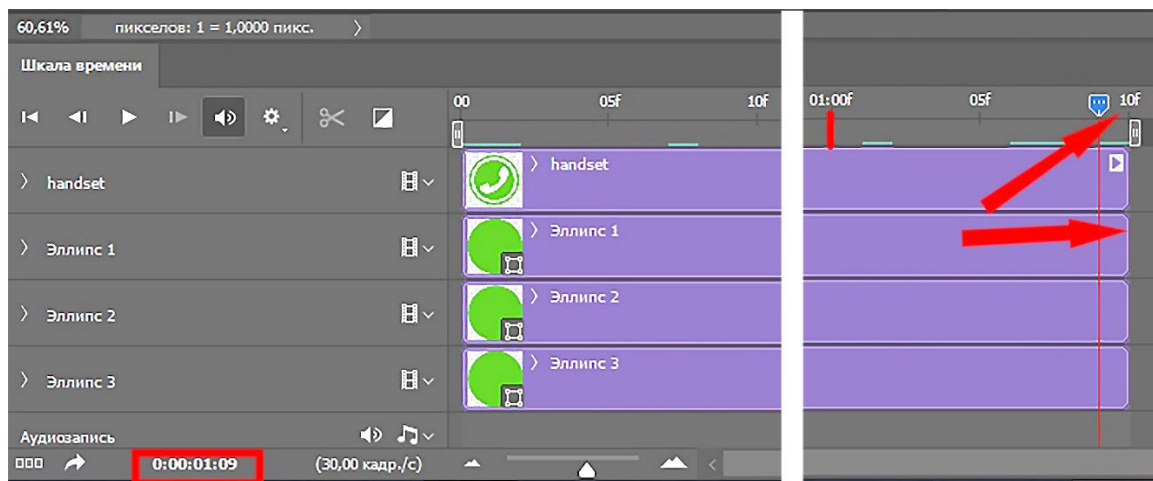 60,61% пикселов: 1 = 1,0000 пикс.
Шкала времени
00 05f 10f 01:00f 05f 10f
handset handset
Эллипс 1 Эллипс 1
Эллипс 2 Эллипс 2
Эллипс 3 Эллипс 3
Аудиозапись
0:00:01:09 (30,00 кадр./с)